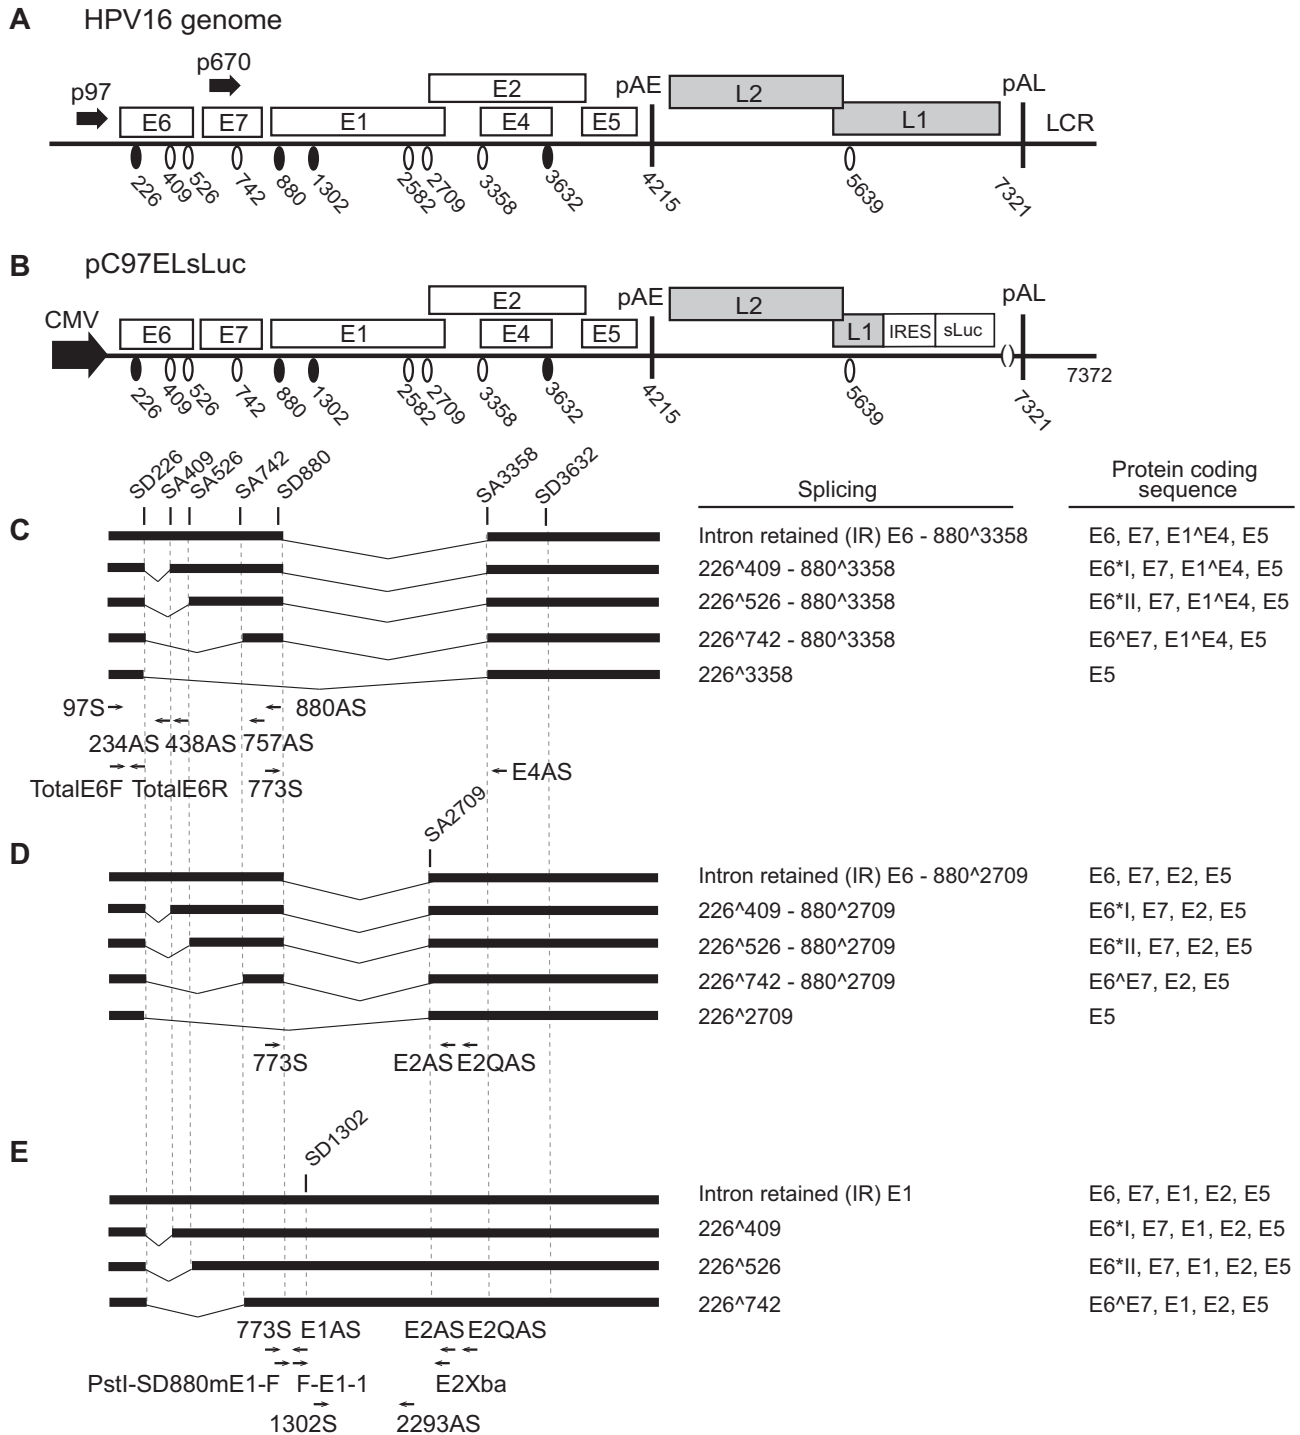 A HPV16 genome
p97
p670
E6
E7
E1
E2
E4
E5
pAE
L2
L1
pAL
LCR
226
409
526
742
880
1302
2582
2709
3358
3632
4215
5639
7321
B pC97ELsLuc
CMV
E6
E7
E1
E2
E4
E5
pAE
L2
L1
IRES
sLuc
pAL
()
226
409
526
742
880
1302
2582
2709
3358
3632
4215
5639
7321
7372
SD226
SA409
SA526
SA742
SD880
SA3358
SD3632
Splicing
Protein coding
sequence
C
Intron retained (IR) E6 - 880^3358 E6, E7, E1^E4, E5
226^409 - 880^3358 E6*I, E7, E1^E4, E5
226^526 - 880^3358 E6*II, E7, E1^E4, E5
226^742 - 880^3358 E6^E7, E1^E4, E5
226^3358 E5
97S
880AS
234AS 438AS 757AS
TotalE6F TotalE6R 773S
E4AS
SA2709
D
Intron retained (IR) E6 - 880^2709 E6, E7, E2, E5
226^409 - 880^2709 E6*I, E7, E2, E5
226^526 - 880^2709 E6*II, E7, E2, E5
226^742 - 880^2709 E6^E7, E2, E5
226^2709 E5
773S E2AS E2QAS
SD1302
E
Intron retained (IR) E1 E6, E7, E1, E2, E5
226^409 E6*I, E7, E1, E2, E5
226^526 E6*II, E7, E1, E2, E5
226^742 E6^E7, E1, E2, E5
773S E1AS E2AS E2QAS
PstI-SD880mE1-F F-E1-1 E2Xba
1302S 2293AS